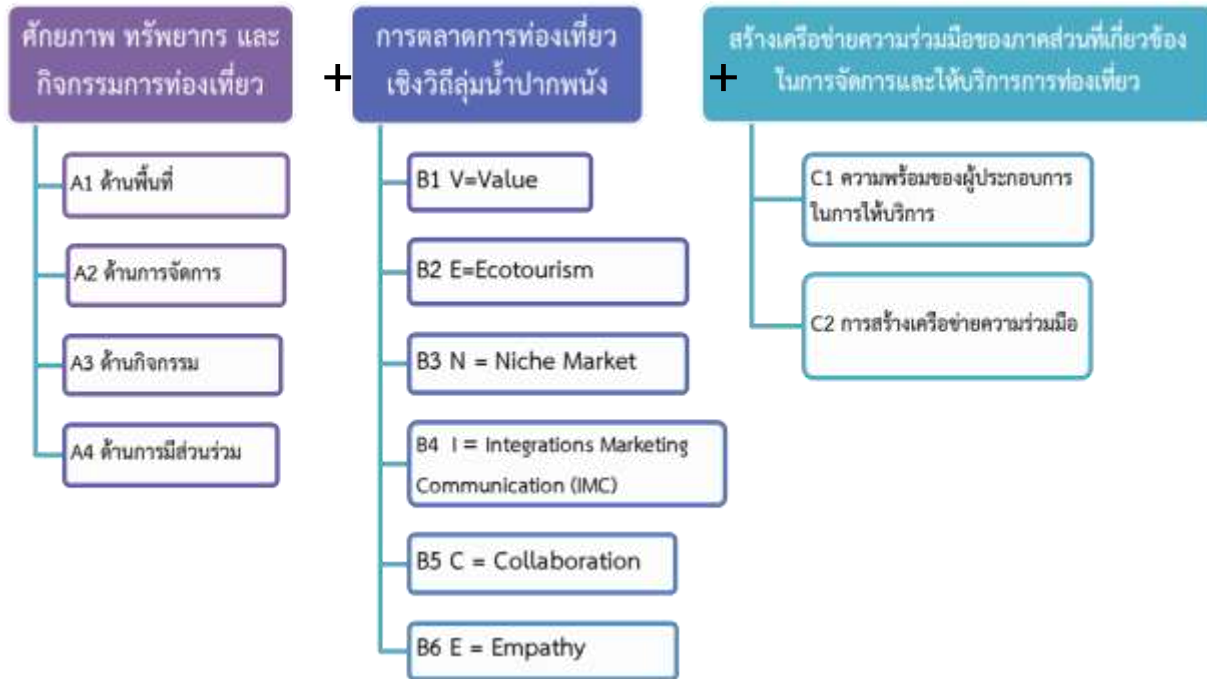 ศักยภาพ ทรัพยากร และ
กิจกรรมการท่องเที่ยว
A1 ด้านพื้นที่
A2 ด้านการจัดการ
A3 ด้านกิจกรรม
A4 ด้านการมีส่วนร่วม
+
การตลาดการท่องเที่ยว
เชิงวิถีลุ่มน้ำปากพนัง
B1 V=Value
B2 E=Ecotourism
B3 N = Niche Market
B4 I = Integrations Marketing
Communication (IMC)
B5 C = Collaboration
B6 E = Empathy
+
สร้างเครือข่ายความร่วมมือของภาคส่วนที่เกี่ยวข้อง
ในการจัดการและให้บริการการท่องเที่ยว
C1 ความพร้อมของผู้ประกอบการ
ในการให้บริการ
C2 การสร้างเครือข่ายความร่วมมือ